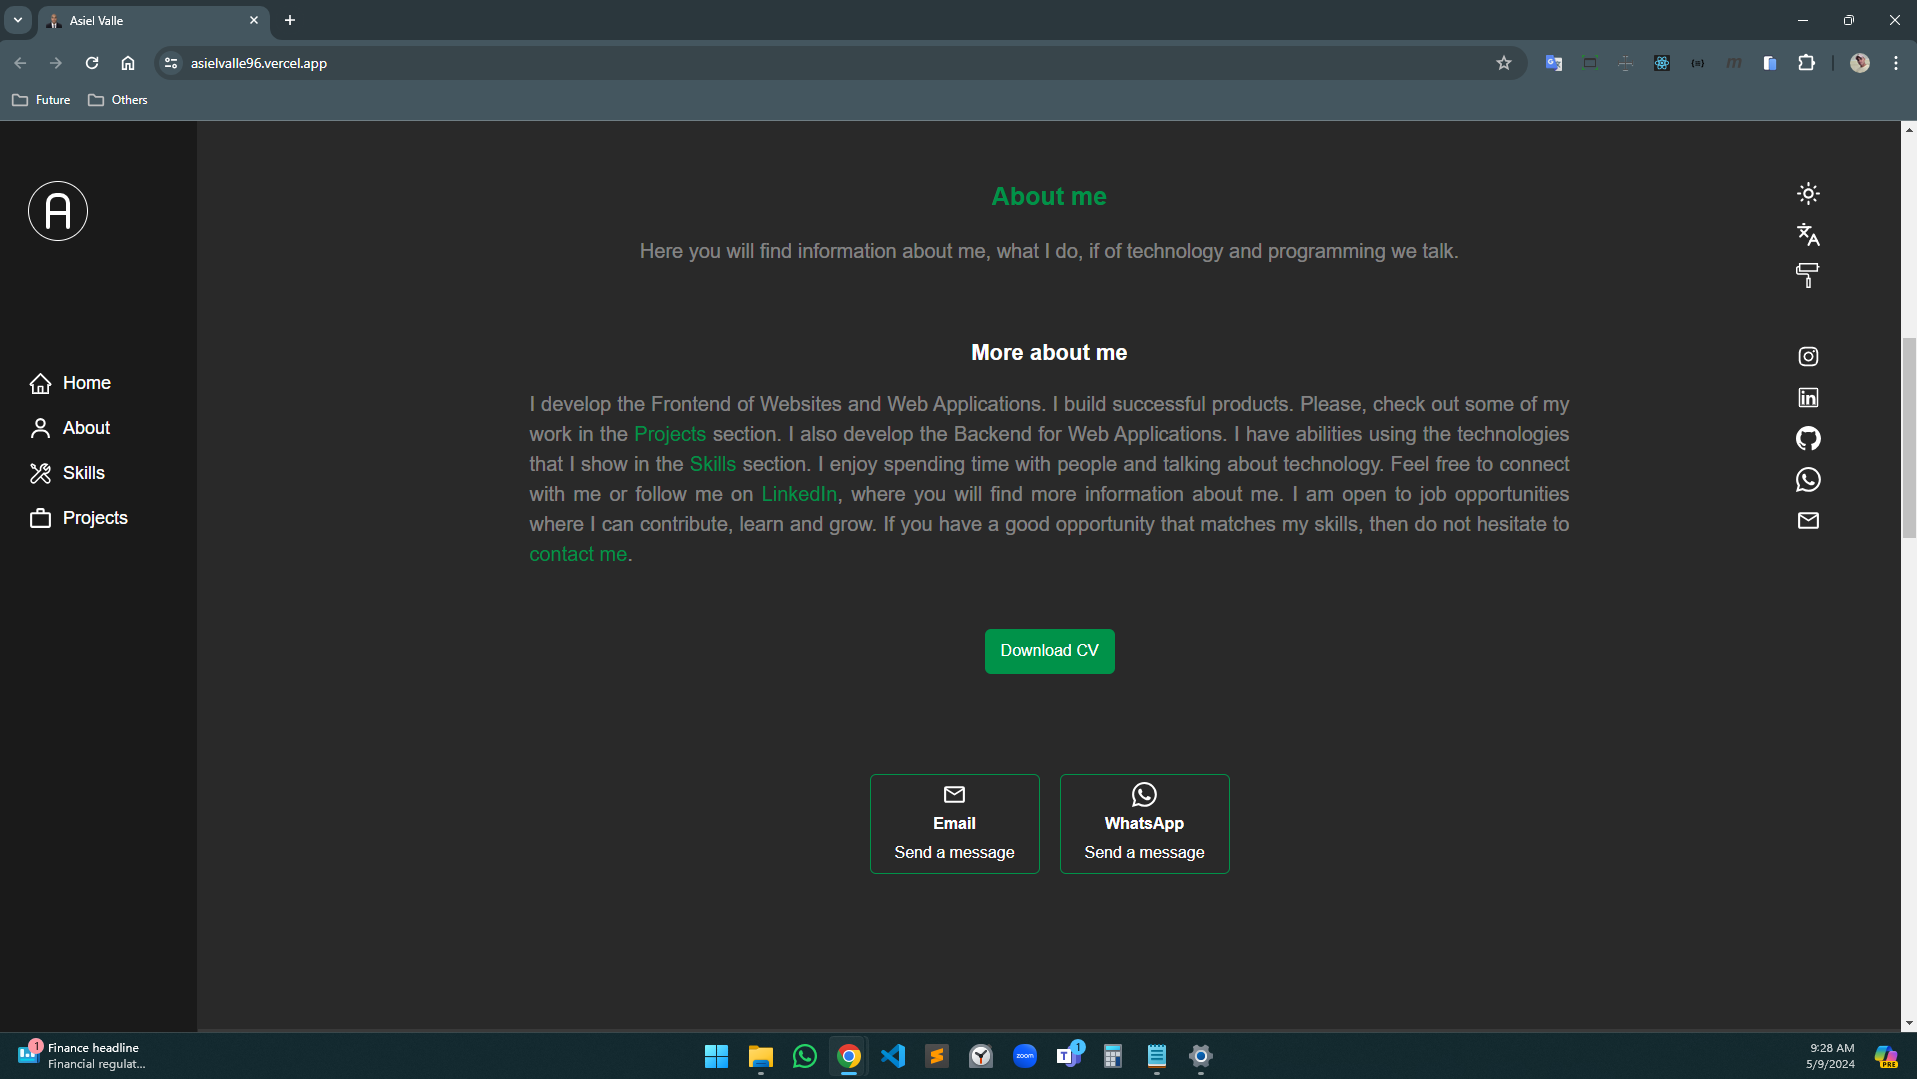 Asiel Valle
asielvalle96.vercel.app
Future
Others
A
Home
About
Skills
Projects
About me
Here you will find information about me, what I do, if of technology and programming we talk.
More about me
I develop the Frontend of Websites and Web Applications. I build successful products. Please, check out some of my
work in the Projects section. I also develop the Backend for Web Applications. I have abilities using the technologies
that I show in the Skills section. I enjoy spending time with people and talking about technology. Feel free to connect
with me or follow me on LinkedIn, where you will find more information about me. I am open to job opportunities
where I can contribute, learn and grow. If you have a good opportunity that matches my skills, then do not hesitate to
contact me.
Download CV
Email
Send a message
WhatsApp
Send a message
1
Finance headline
Financial regulat...
zoom
T
1
9:28 AM
5/9/2024
PRE